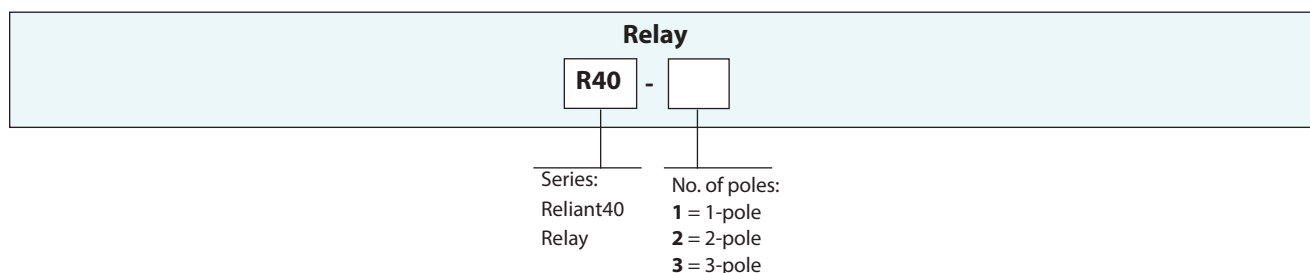 Relay
R40 -
Series:
Reliant40
Relay
No. of poles:
1 = 1-pole
2 = 2-pole
3 = 3-pole